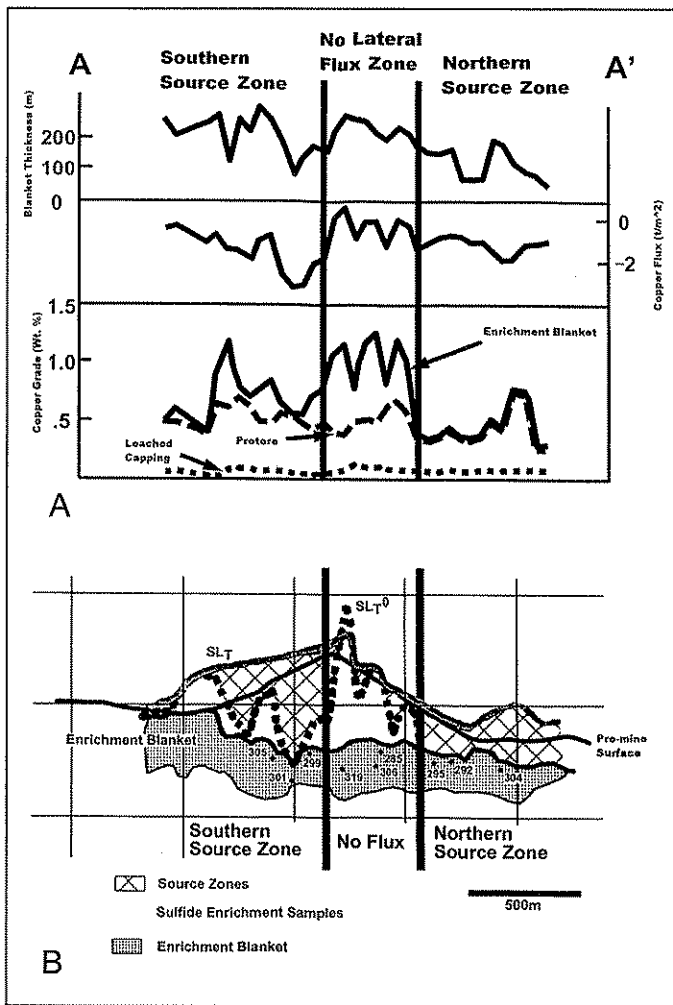 A
Southern
Source Zone
No Lateral
Flux Zone
Northern
Source Zone
A'
Blanket Thickness (m)
200
100
0
0
-2
Copper Flux (t/m^2)
Copper Grade (Wt. %)
1.5
1.0
.5
Enrichment Blanket
Protore
Leached
Capping
A
SLT0
SLT
Enrichment Blanket
Pre-mine
Surface
305
301
299
319
285
306
295
292
304
Southern
Source Zone
No Flux
Northern
Source Zone
Source Zones
Sulfide Enrichment Samples
Enrichment Blanket
500m
B